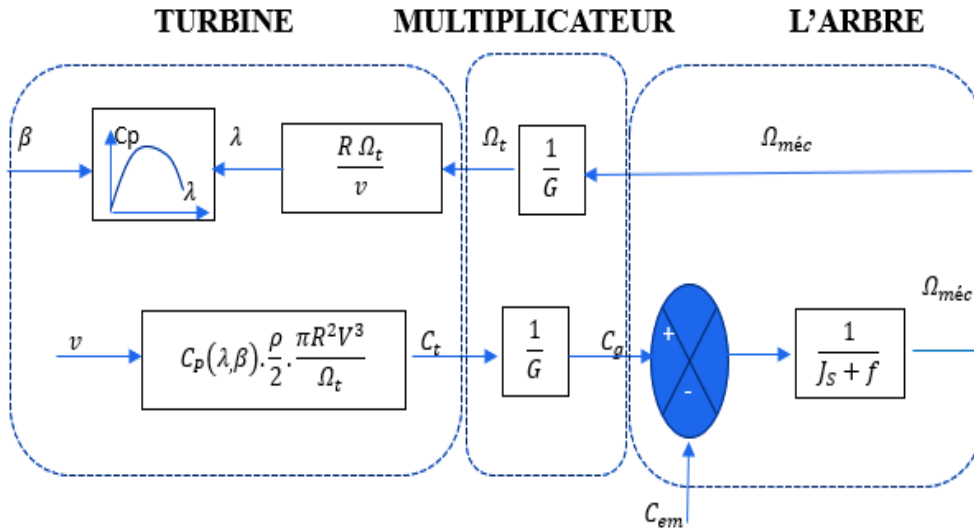 TURBINE MULTIPLICATEUR L'ARBRE
β
Cp
λ
λ
R Ω_t / v
Ω_t
1 / G
Ω_méc
v
C_P(λ,β).ρ/2.πR²V³/Ω_t
C_t
1 / G
C_g
+
-
1 / J_S + f
Ω_méc
C_em